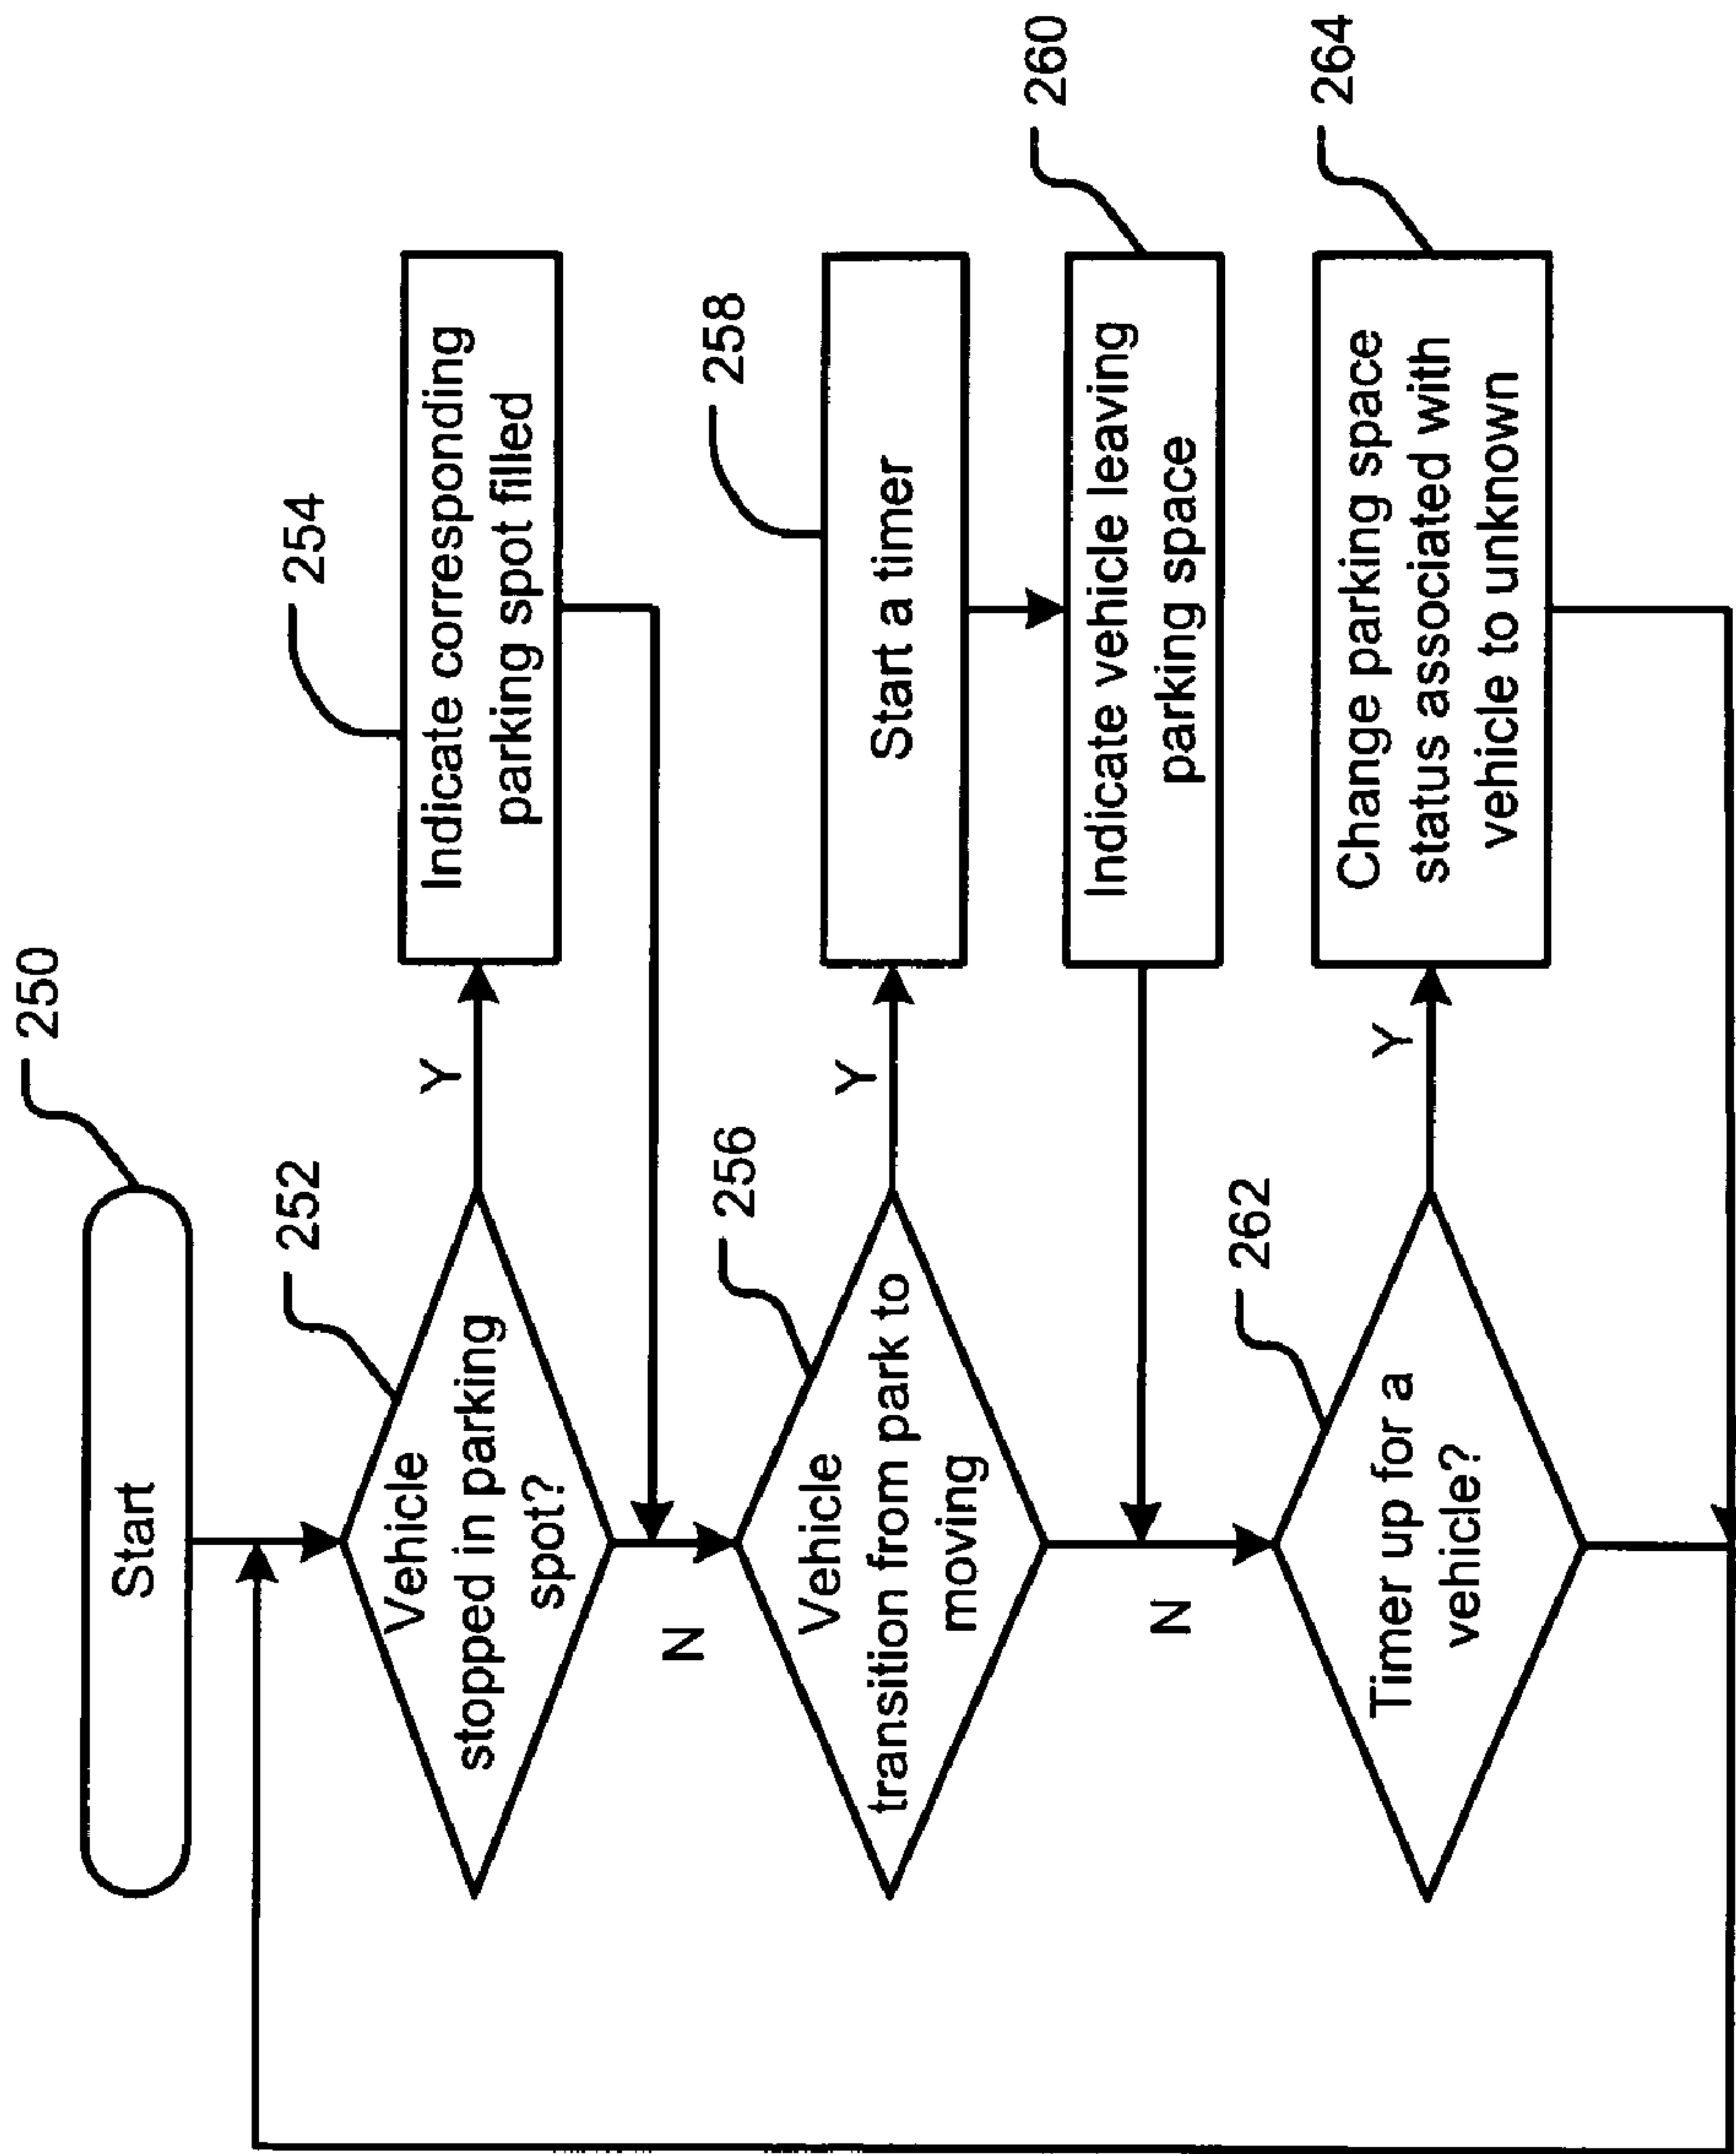 250
Start
252
Vehicle
stopped in parking
spot?
Y
254
Indicate corresponding
parking spot filled
N
256
Vehicle
transition from park to
moving
Y
258
Start a timer
260
Indicate vehicle leaving
parking space
N
262
Timer up for a
vehicle?
Y
264
Change parking space
status associated with
vehicle to unknown